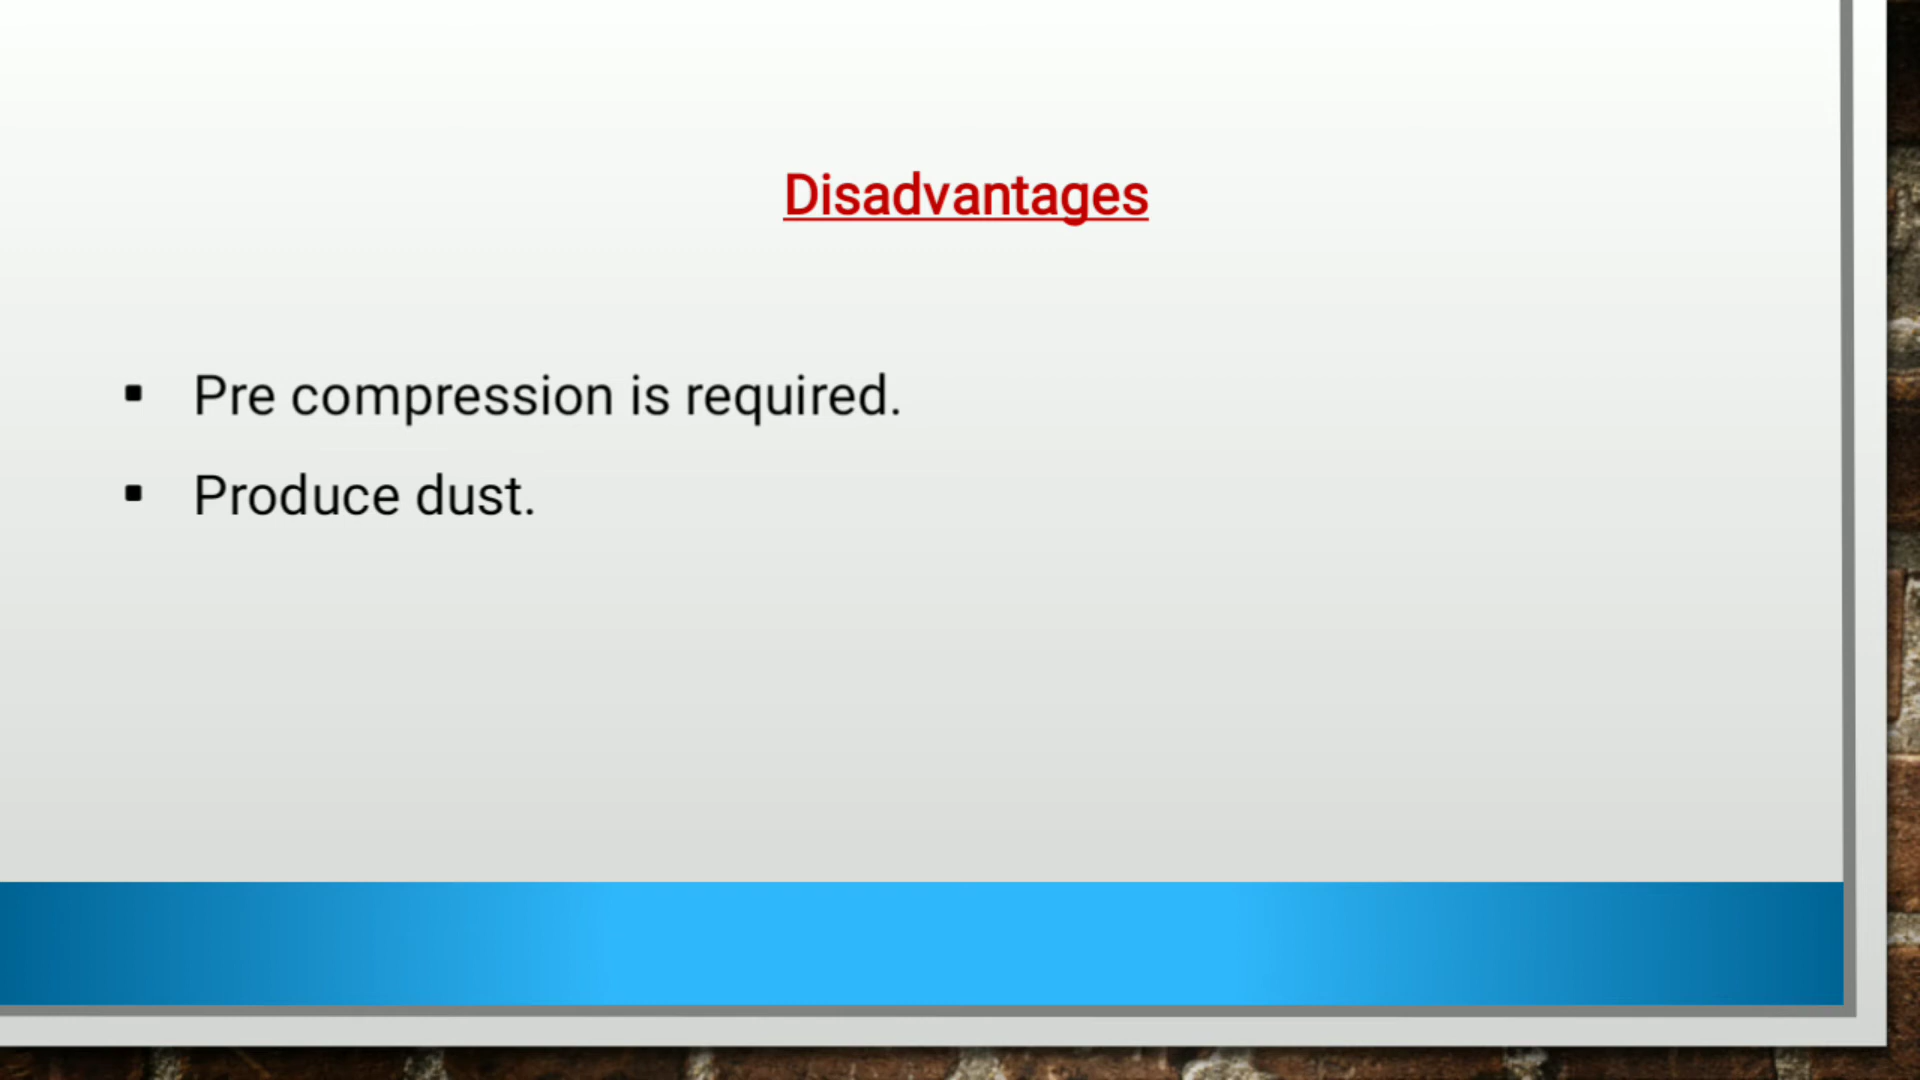 Disadvantages
▪ Pre compression is required.
▪ Produce dust.